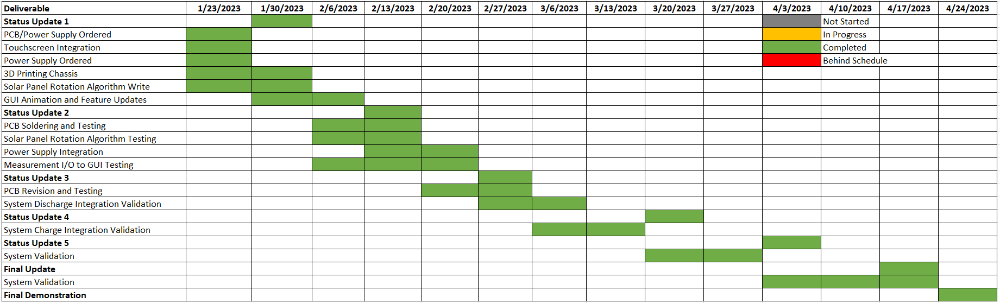 Deliverable 1/23/2023 1/30/2023 2/6/2023 2/13/2023 2/20/2023 2/27/2023 3/6/2023 3/13/2023 3/20/2023 3/27/2023 4/3/2023 4/10/2023 4/17/2023 4/24/2023
Status Update 1 Not Started
PCB/Power Supply Ordered In Progress
Touchscreen Integration Completed
Power Supply Ordered Behind Schedule
3D Printing Chassis
Solar Panel Rotation Algorithm Write
GUI Animation and Feature Updates
Status Update 2
PCB Soldering and Testing
Solar Panel Rotation Algorithm Testing
Power Supply Integration
Measurement I/O to GUI Testing
Status Update 3
PCB Revision and Testing
System Discharge Integration Validation
Status Update 4
System Charge Integration Validation
Status Update 5
System Validation
Final Update
System Validation
Final Demonstration